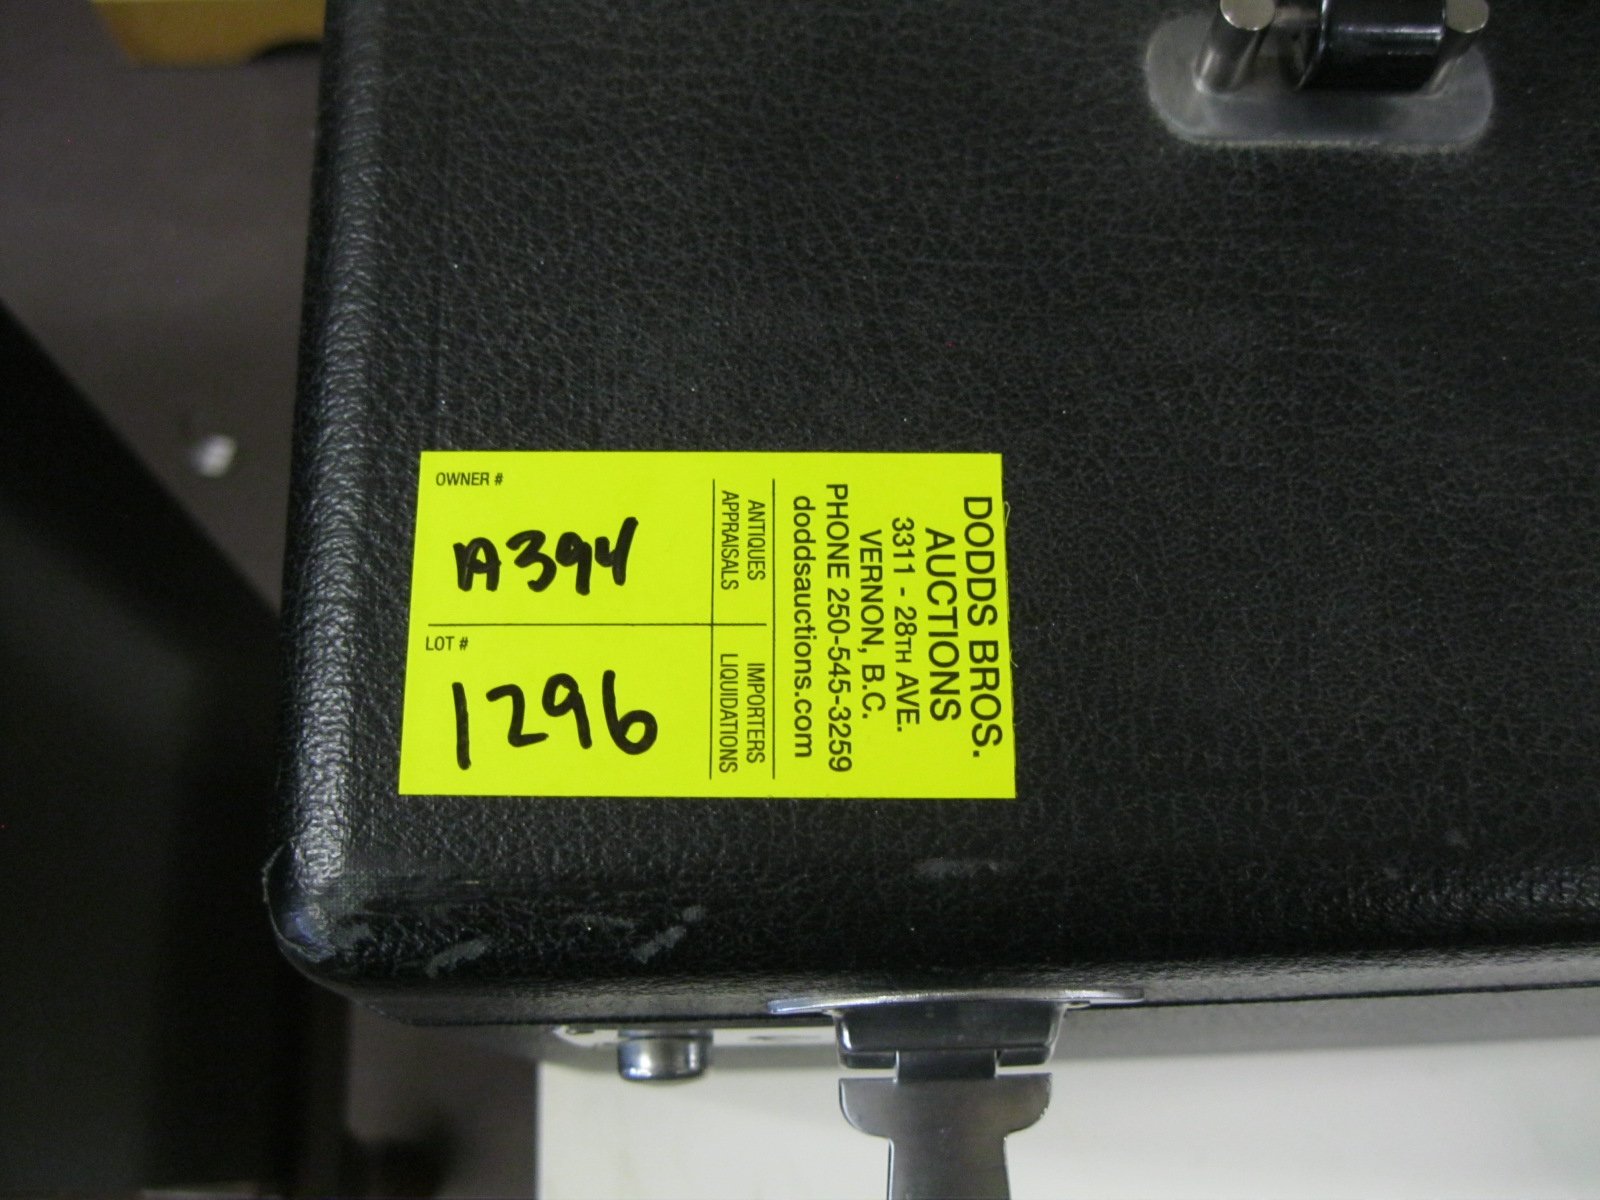 OWNER #
A394
LOT #
1296
DODDS BROS.
AUCTIONS
3311 - 28TH AVE.
VERNON, B.C.
PHONE 250-545-3259
doddsauctions.com
ANTIQUES IMPORTERS
APPRAISALS LIQUIDATIONS